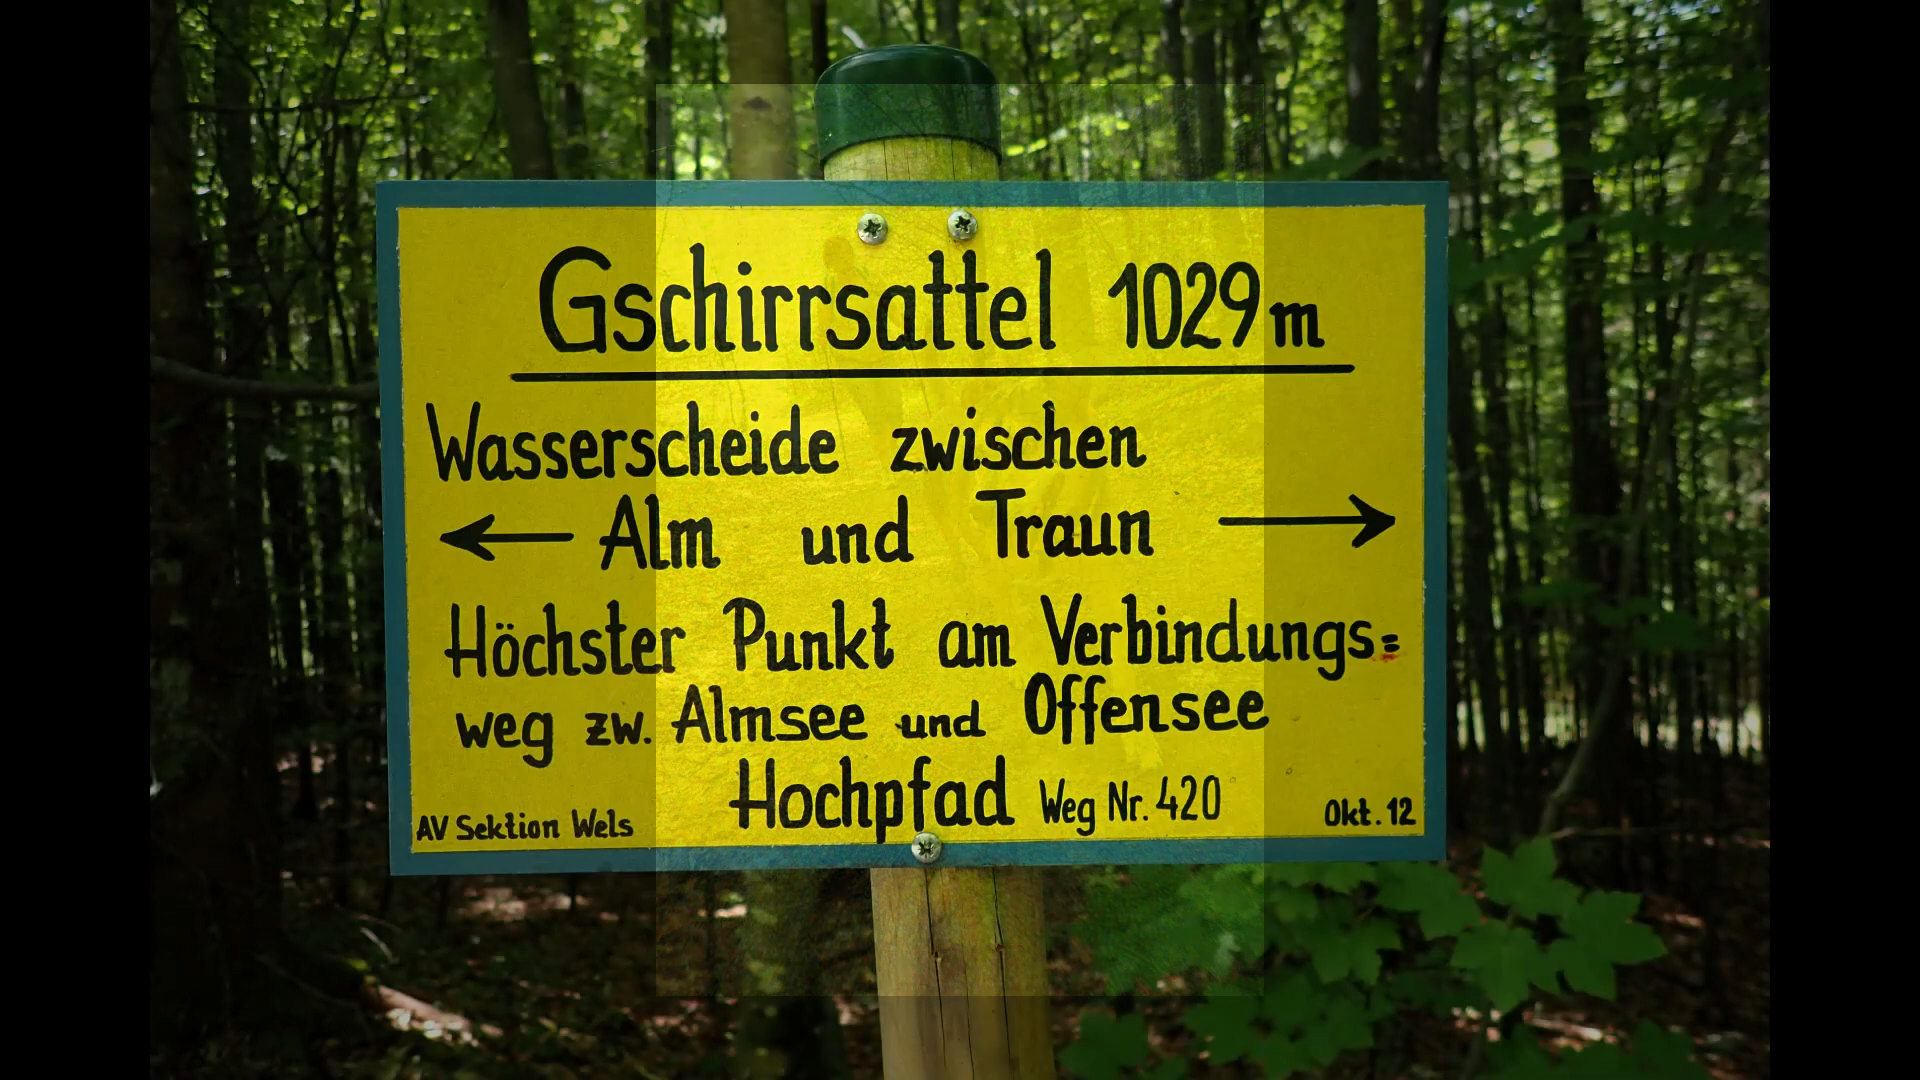 Gschirrsattel 1029 m
Wasserscheide zwischen
← Alm und Traun →
Höchster Punkt am Verbindungs=
weg zw. Almsee und Offensee
Hochpfad Weg Nr. 420
AV Sektion Wels Okt. 12